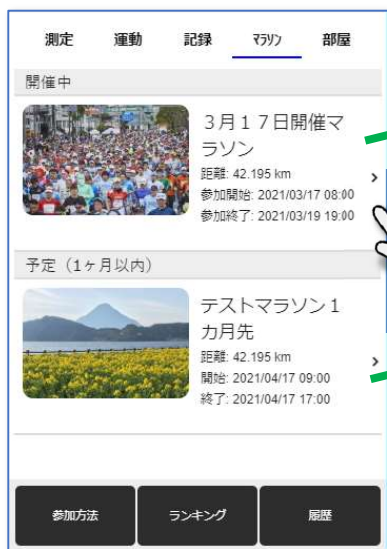 測定 運動 記録 ﾏﾗｿﾝ 部屋
開催中
３月１７日開催マ
ラソン
距離: 42.195 km
参加開始: 2021/03/17 08:00
参加終了: 2021/03/19 19:00
予定（1ヶ月以内）
テストマラソン１
カ月先
距離: 42.195 km
開始: 2021/04/17 09:00
終了: 2021/04/17 17:00
参加方法 ランキング 履歴